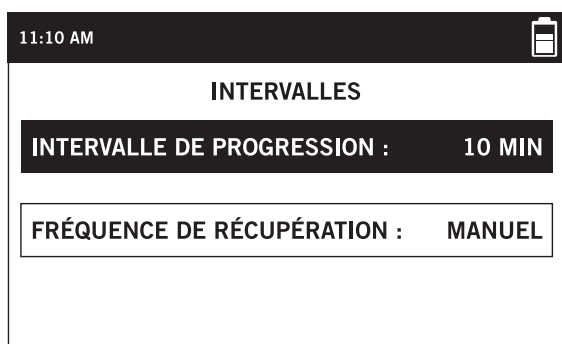 11:10 AM
INTERVALLES
INTERVALLE DE PROGRESSION : 10 MIN
FRÉQUENCE DE RÉCUPÉRATION : MANUEL